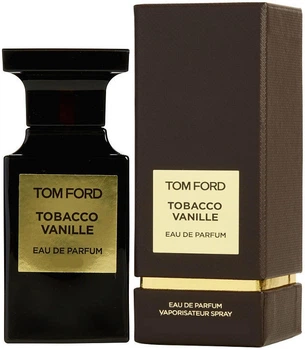 TOM FORD
TOBACCO
VANILLE
EAU DE PARFUM
TOM FORD
TOBACCO
VANILLE
EAU DE PARFUM
EAU DE PARFUM
VAPORISATEUR SPRAY